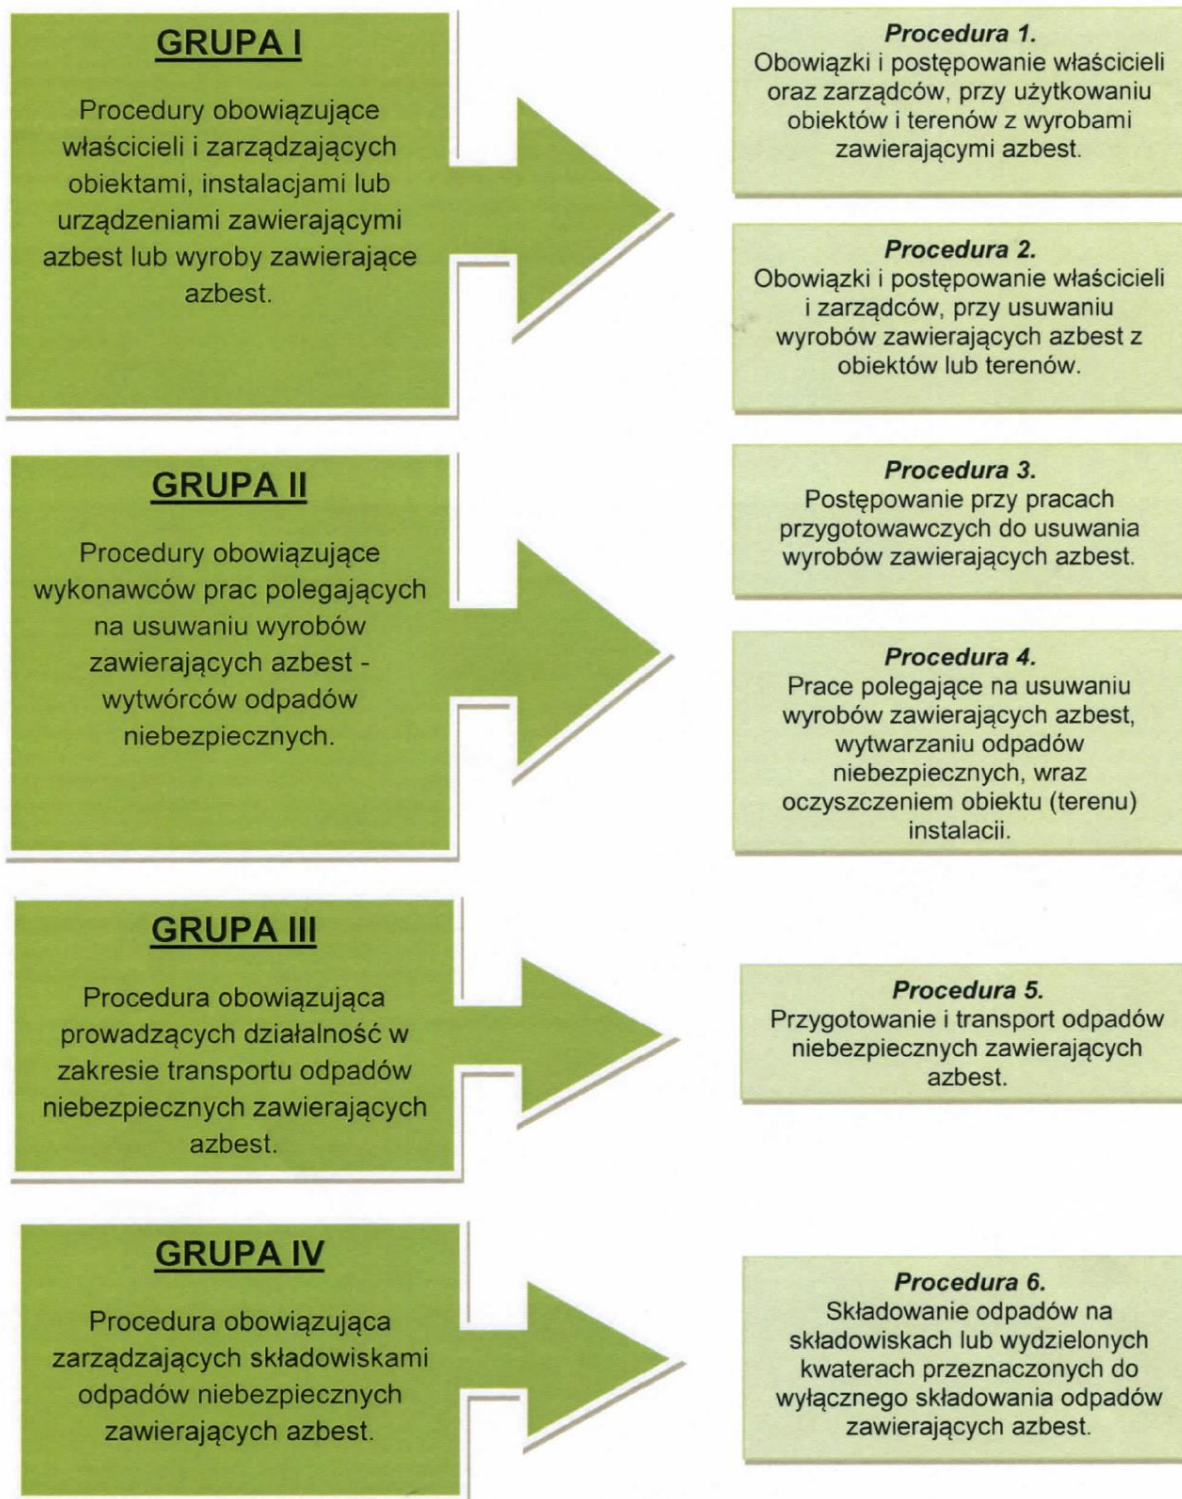 GRUPA I
Procedury obowiązujące
właścicieli i zarządzających
obiektami, instalacjami lub
urządzeniami zawierającymi
azbest lub wyroby zawierające
azbest.
Procedura 1.
Obowiązki i postępowanie właścicieli
oraz zarządców, przy użytkowaniu
obiektów i terenów z wyrobami
zawierającymi azbest.
Procedura 2.
Obowiązki i postępowanie właścicieli
i zarządców, przy usuwaniu
wyrobów zawierających azbest z
obiektów lub terenów.
GRUPA II
Procedury obowiązujące
wykonawców prac polegających
na usuwaniu wyrobów
zawierających azbest -
wytwórców odpadów
niebezpiecznych.
Procedura 3.
Postępowanie przy pracach
przygotowawczych do usuwania
wyrobów zawierających azbest.
Procedura 4.
Prace polegające na usuwaniu
wyrobów zawierających azbest,
wytwarzaniu odpadów
niebezpiecznych, wraz
oczyszczeniem obiektu (terenu)
instalacji.
GRUPA III
Procedura obowiązująca
prowadzących działalność w
zakresie transportu odpadów
niebezpiecznych zawierających
azbest.
Procedura 5.
Przygotowanie i transport odpadów
niebezpiecznych zawierających
azbest.
GRUPA IV
Procedura obowiązująca
zarządzających składowiskami
odpadów niebezpiecznych
zawierających azbest.
Procedura 6.
Składowanie odpadów na
składowiskach lub wydzielonych
kwaterach przeznaczonych do
wyłącznego składowania odpadów
zawierających azbest.